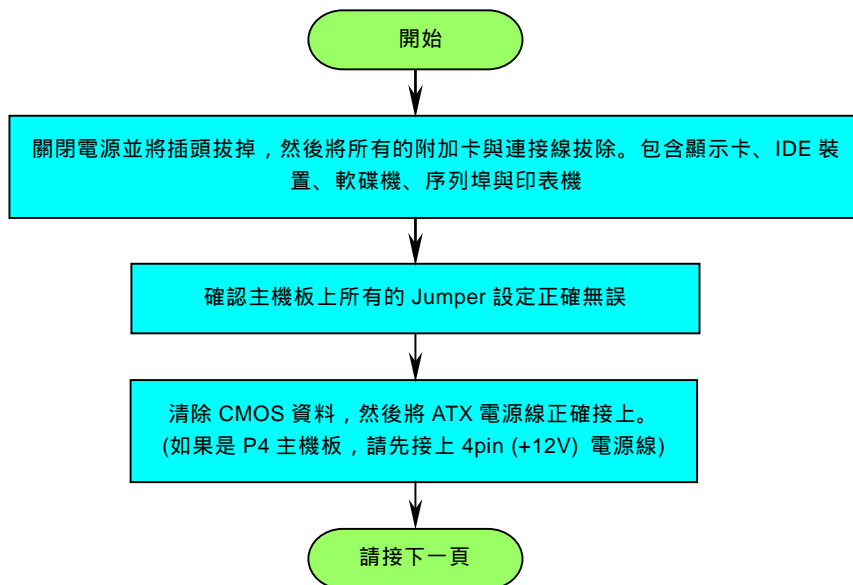 開始
關閉電源並將插頭拔掉，然後將所有的附加卡與連接線拔除。包含顯示卡、IDE 裝
置、軟碟機、序列埠與印表機
確認主機板上所有的 Jumper 設定正確無誤
清除 CMOS 資料，然後將 ATX 電源線正確接上。
(如果是 P4 主機板，請先接上 4pin (+12V) 電源線)
請接下一頁